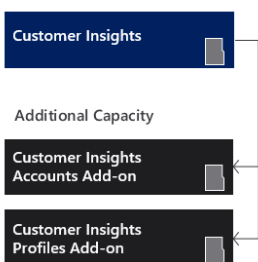 Customer Insights
Additional Capacity
Customer Insights
Accounts Add-on
Customer Insights
Profiles Add-on